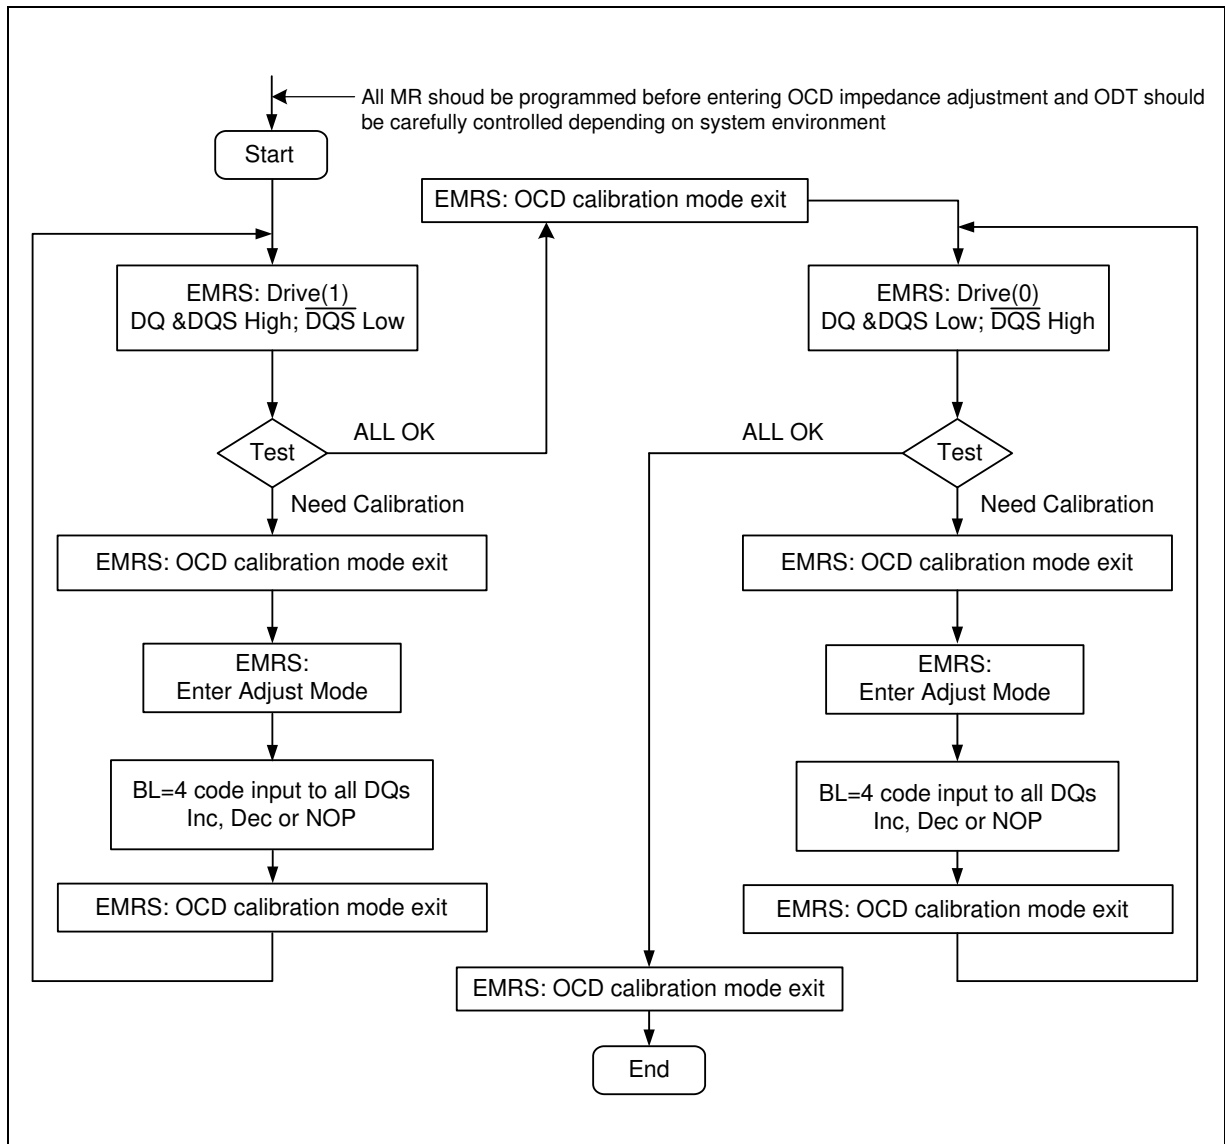 All MR shoud be programmed before entering OCD impedance adjustment and ODT should
be carefully controlled depending on system environment
Start
EMRS: OCD calibration mode exit
EMRS: Drive(1)
DQ &DQS High; D̅Q̅S̅ Low
Test
ALL OK
Need Calibration
EMRS: OCD calibration mode exit
EMRS:
Enter Adjust Mode
BL=4 code input to all DQs
Inc, Dec or NOP
EMRS: OCD calibration mode exit
EMRS: Drive(0)
DQ &DQS Low; D̅Q̅S̅ High
ALL OK
Test
Need Calibration
EMRS: OCD calibration mode exit
EMRS:
Enter Adjust Mode
BL=4 code input to all DQs
Inc, Dec or NOP
EMRS: OCD calibration mode exit
EMRS: OCD calibration mode exit
End